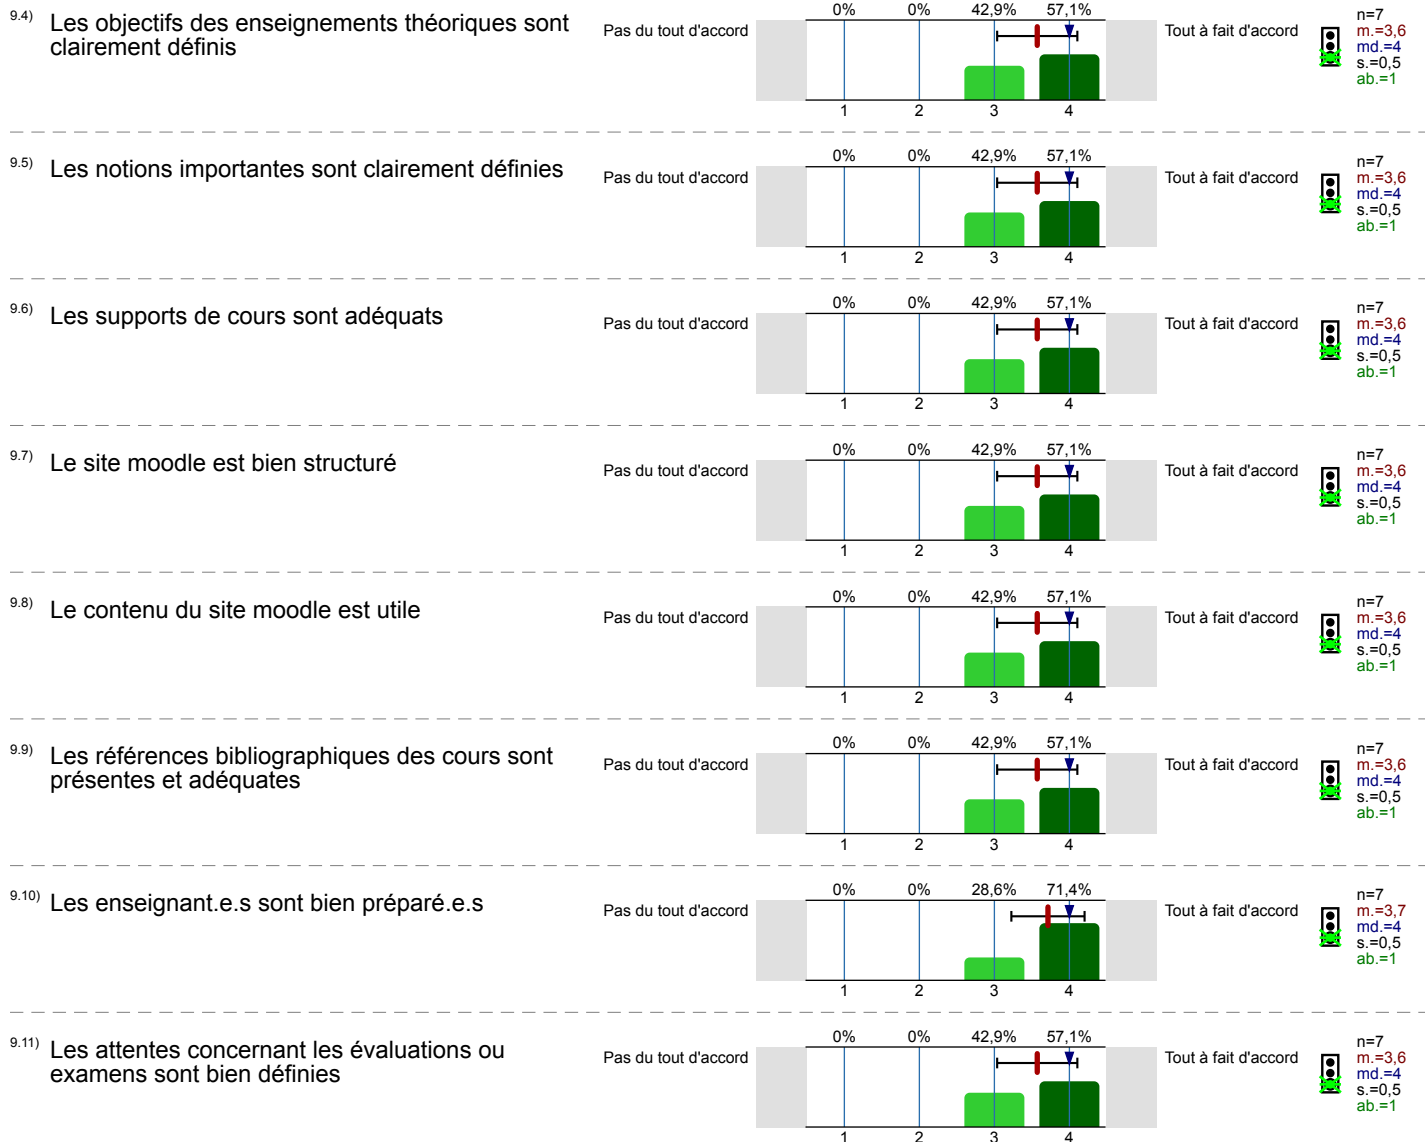 9.4) Les objectifs des enseignements théoriques sont
clairement définis
Pas du tout d'accord
0% 0% 42,9% 57,1%
1 2 3 4
Tout à fait d'accord
n=7
m.=3,6
md.=4
s.=0,5
ab.=1
9.5) Les notions importantes sont clairement définies
Pas du tout d'accord
0% 0% 42,9% 57,1%
1 2 3 4
Tout à fait d'accord
n=7
m.=3,6
md.=4
s.=0,5
ab.=1
9.6) Les supports de cours sont adéquats
Pas du tout d'accord
0% 0% 42,9% 57,1%
1 2 3 4
Tout à fait d'accord
n=7
m.=3,6
md.=4
s.=0,5
ab.=1
9.7) Le site moodle est bien structuré
Pas du tout d'accord
0% 0% 42,9% 57,1%
1 2 3 4
Tout à fait d'accord
n=7
m.=3,6
md.=4
s.=0,5
ab.=1
9.8) Le contenu du site moodle est utile
Pas du tout d'accord
0% 0% 42,9% 57,1%
1 2 3 4
Tout à fait d'accord
n=7
m.=3,6
md.=4
s.=0,5
ab.=1
9.9) Les références bibliographiques des cours sont
présentes et adéquates
Pas du tout d'accord
0% 0% 42,9% 57,1%
1 2 3 4
Tout à fait d'accord
n=7
m.=3,6
md.=4
s.=0,5
ab.=1
9.10) Les enseignant.e.s sont bien préparé.e.s
Pas du tout d'accord
0% 0% 28,6% 71,4%
1 2 3 4
Tout à fait d'accord
n=7
m.=3,7
md.=4
s.=0,5
ab.=1
9.11) Les attentes concernant les évaluations ou
examens sont bien définies
Pas du tout d'accord
0% 0% 42,9% 57,1%
1 2 3 4
Tout à fait d'accord
n=7
m.=3,6
md.=4
s.=0,5
ab.=1